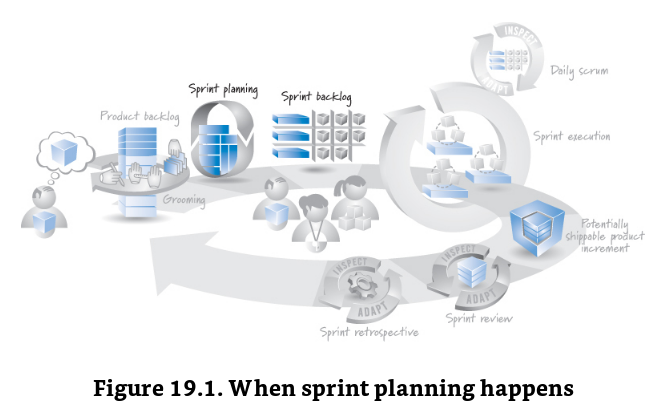 INSPECT
ADAPT
Daily scrum
Sprint planning
Sprint backlog
Product backlog
Sprint execution
Grooming
Potentially
shippable product
increment
INSPECT
ADAPT
Sprint retrospective
INSPECT
ADAPT
Sprint review
Figure 19.1. When sprint planning happens